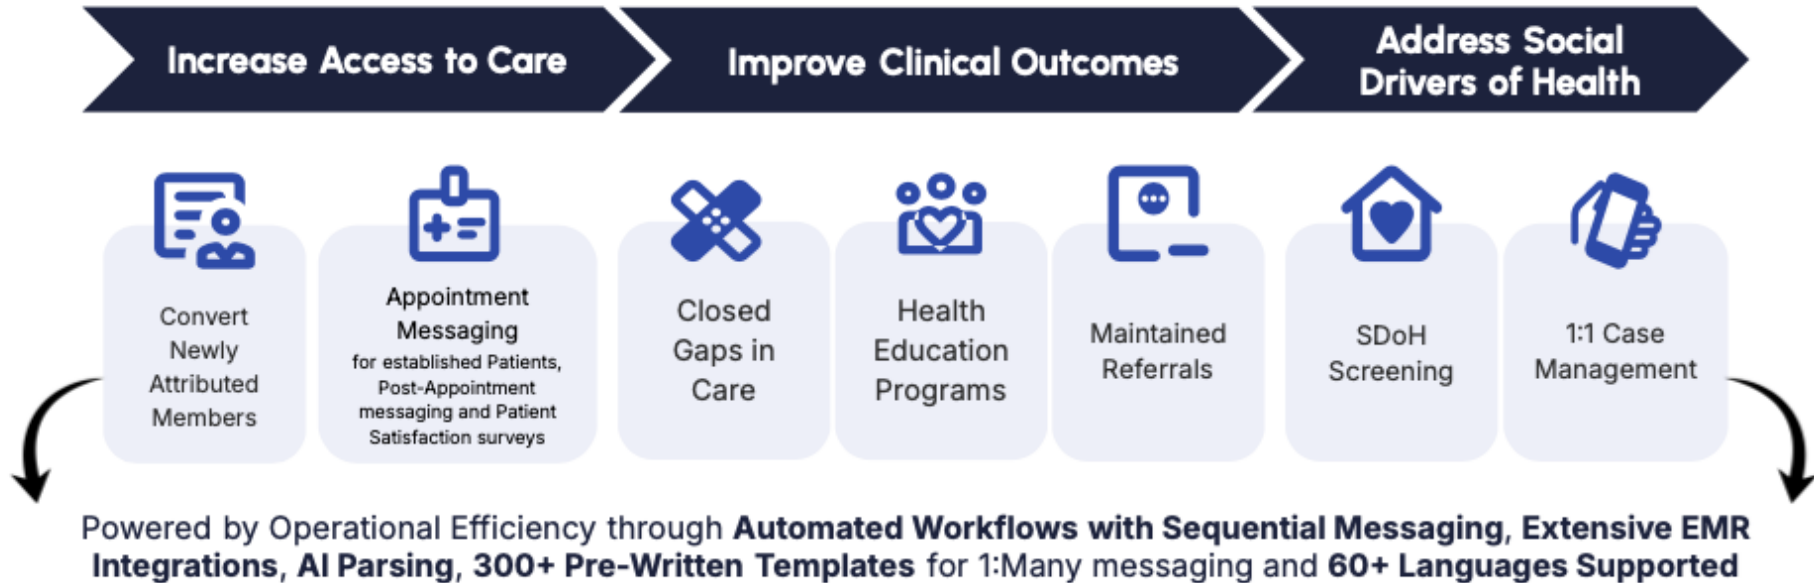 Increase Access to Care
Improve Clinical Outcomes
Address Social
Drivers of Health
Convert
Newly
Attributed
Members
Appointment
Messaging
for established Patients,
Post-Appointment
messaging and Patient
Satisfaction surveys
Closed
Gaps in
Care
Health
Education
Programs
Maintained
Referrals
SDoH
Screening
1:1 Case
Management
Powered by Operational Efficiency through Automated Workflows with Sequential Messaging, Extensive EMR
Integrations, AI Parsing, 300+ Pre-Written Templates for 1:Many messaging and 60+ Languages Supported